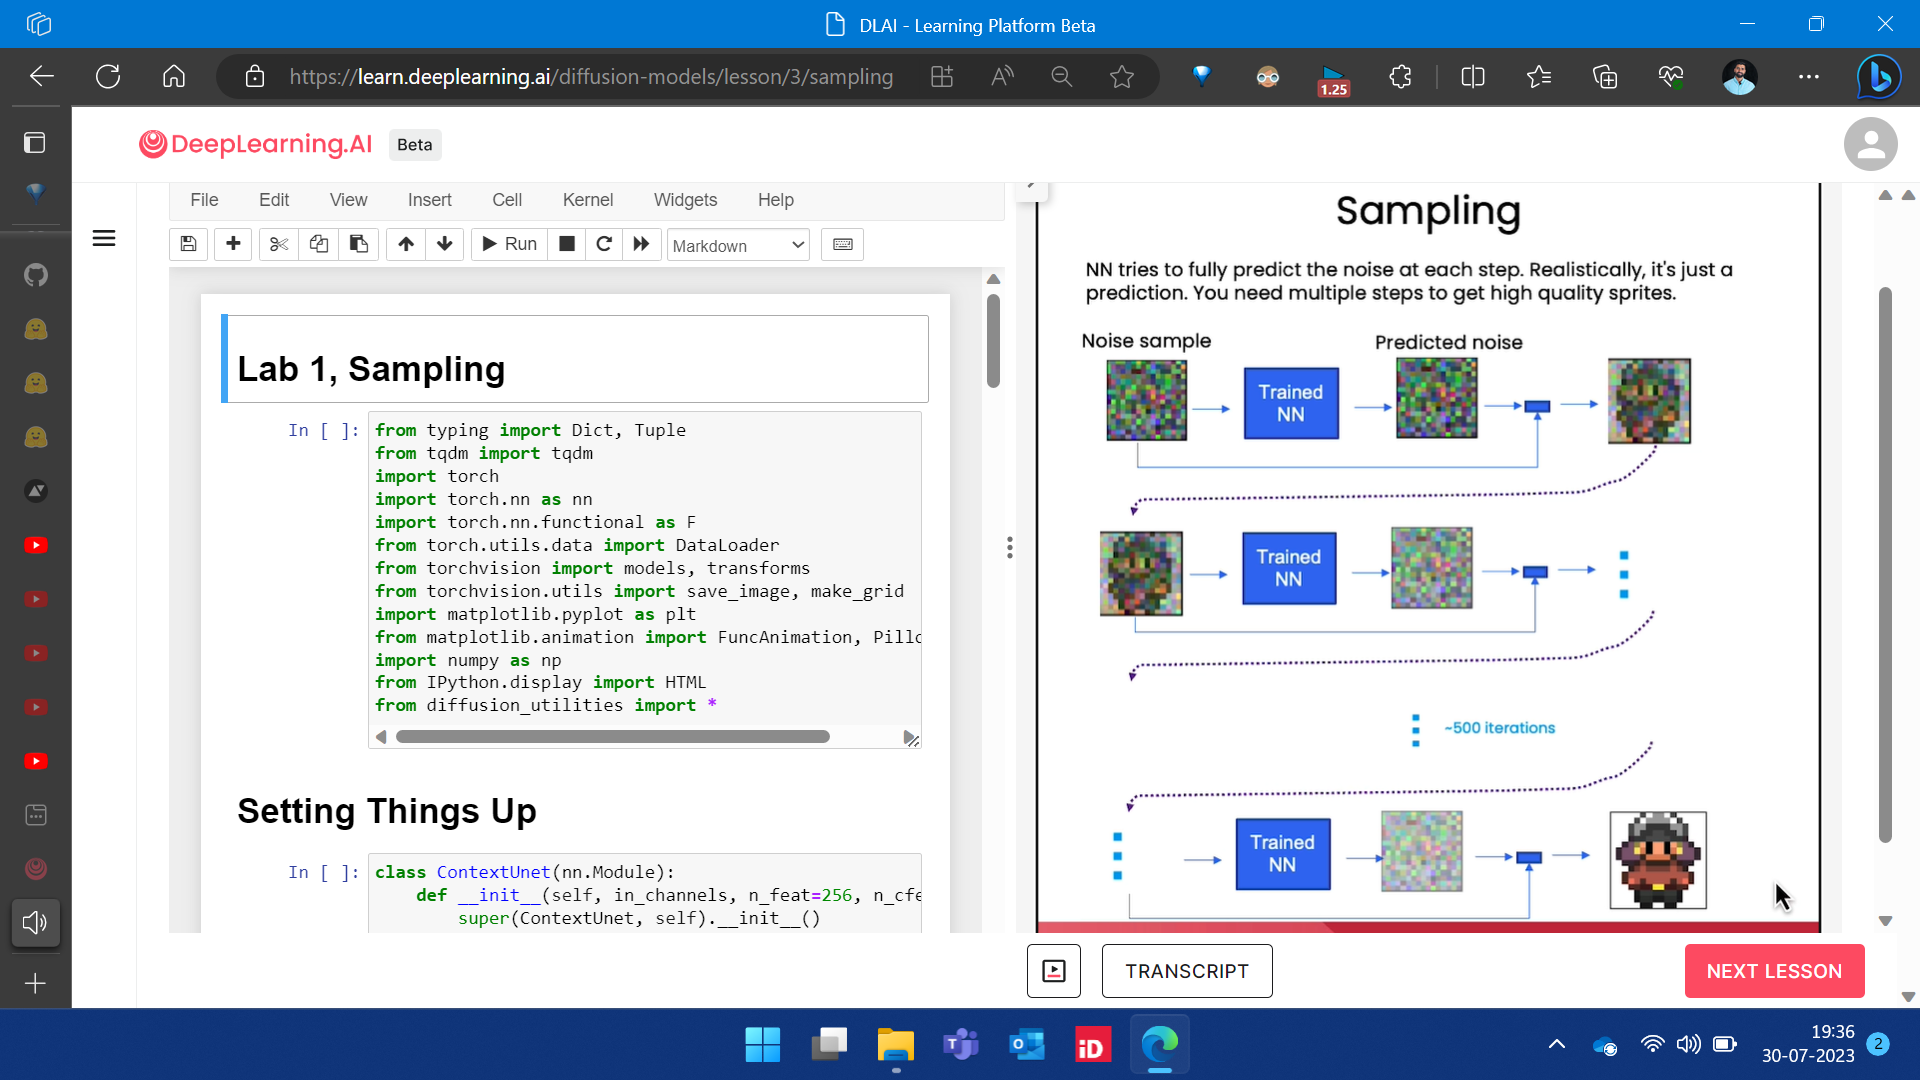 DLAI - Learning Platform Beta
https://learn.deeplearning.ai/diffusion-models/lesson/3/sampling
1.25
DeepLearning.AI Beta
File Edit View Insert Cell Kernel Widgets Help
Run Markdown
Lab 1, Sampling
In [ ]:
from typing import Dict, Tuple
from tqdm import tqdm
import torch
import torch.nn as nn
import torch.nn.functional as F
from torch.utils.data import DataLoader
from torchvision import models, transforms
from torchvision.utils import save_image, make_grid
import matplotlib.pyplot as plt
from matplotlib.animation import FuncAnimation, Pillo
import numpy as np
from IPython.display import HTML
from diffusion_utilities import *
Setting Things Up
In [ ]:
class ContextUnet(nn.Module):
def __init__(self, in_channels, n_feat=256, n_cfe
super(ContextUnet, self).__init__()
Sampling
NN tries to fully predict the noise at each step. Realistically, it's just a
prediction. You need multiple steps to get high quality sprites.
Noise sample
Predicted noise
Trained
NN
Trained
NN
~500 iterations
Trained
NN
TRANSCRIPT
NEXT LESSON
T
O
iD
19:36
30-07-2023
2